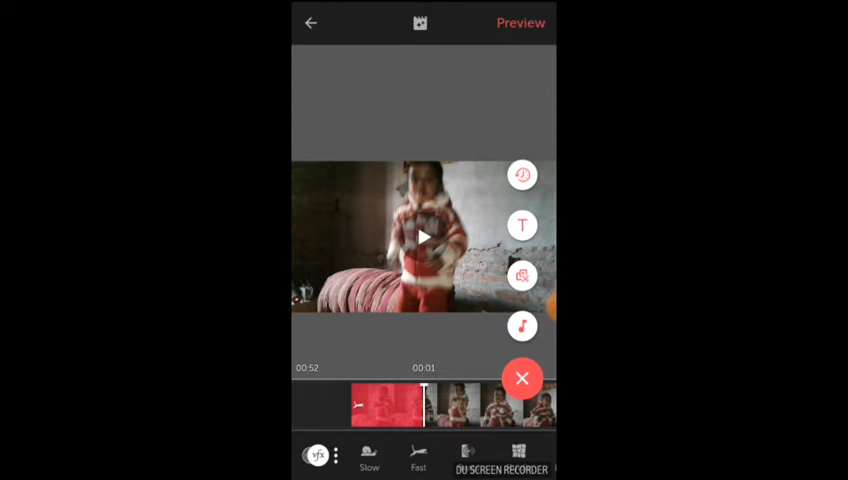 Preview
T
00:52
00:01
vfx
Slow
Fast
DU SCREEN RECORDER